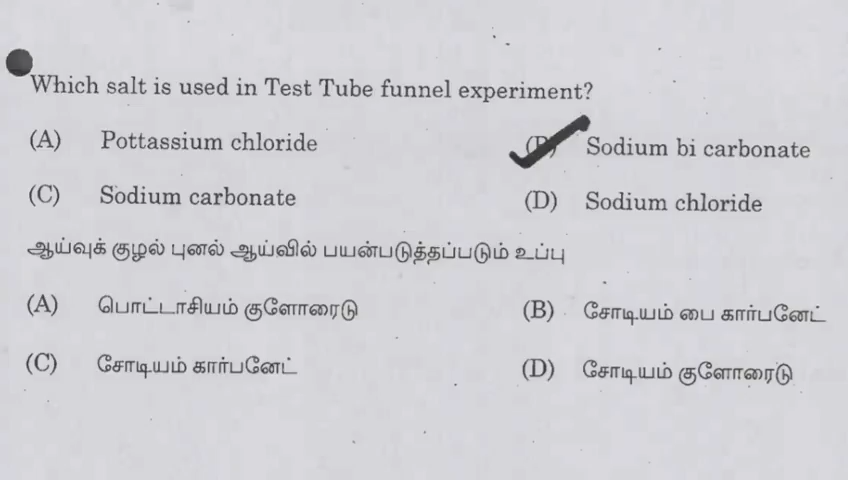 Which salt is used in Test Tube funnel experiment?
(A) Pottassium chloride (B) Sodium bi carbonate
(C) Sodium carbonate (D) Sodium chloride
ஆய்வுக் குழல் புனல் ஆய்வில் பயன்படுத்தப்படும் உப்பு
(A) பொட்டாசியம் குளோரைடு (B) சோடியம் பை கார்பனேட்
(C) சோடியம் கார்பனேட் (D) சோடியம் குளோரைடு